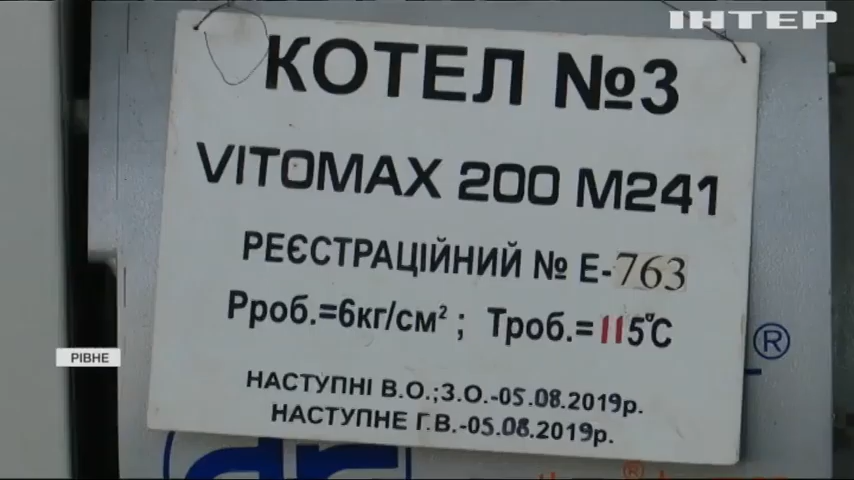 ІНТЕР
КОТЕЛ №3
VITOMAX 200 M241
РЕЄСТРАЦІЙНИЙ № Е-763
Рроб.=6кг/см²; Троб.=115°С
®
РІВНЕ
НАСТУПНІ В.О.;З.О.-05.08.2019р.
НАСТУПНЕ Г.В.-05.08.2019р.
®